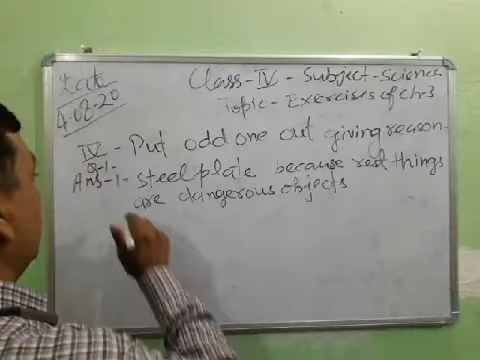 Date
4.08.20
Class-IV - Subject-Science
Topic-Exercises of ch-3
IV - Put odd one out giving reason-
Q-1-
Ans-1- Steel plate because rest things
are dangerous objects